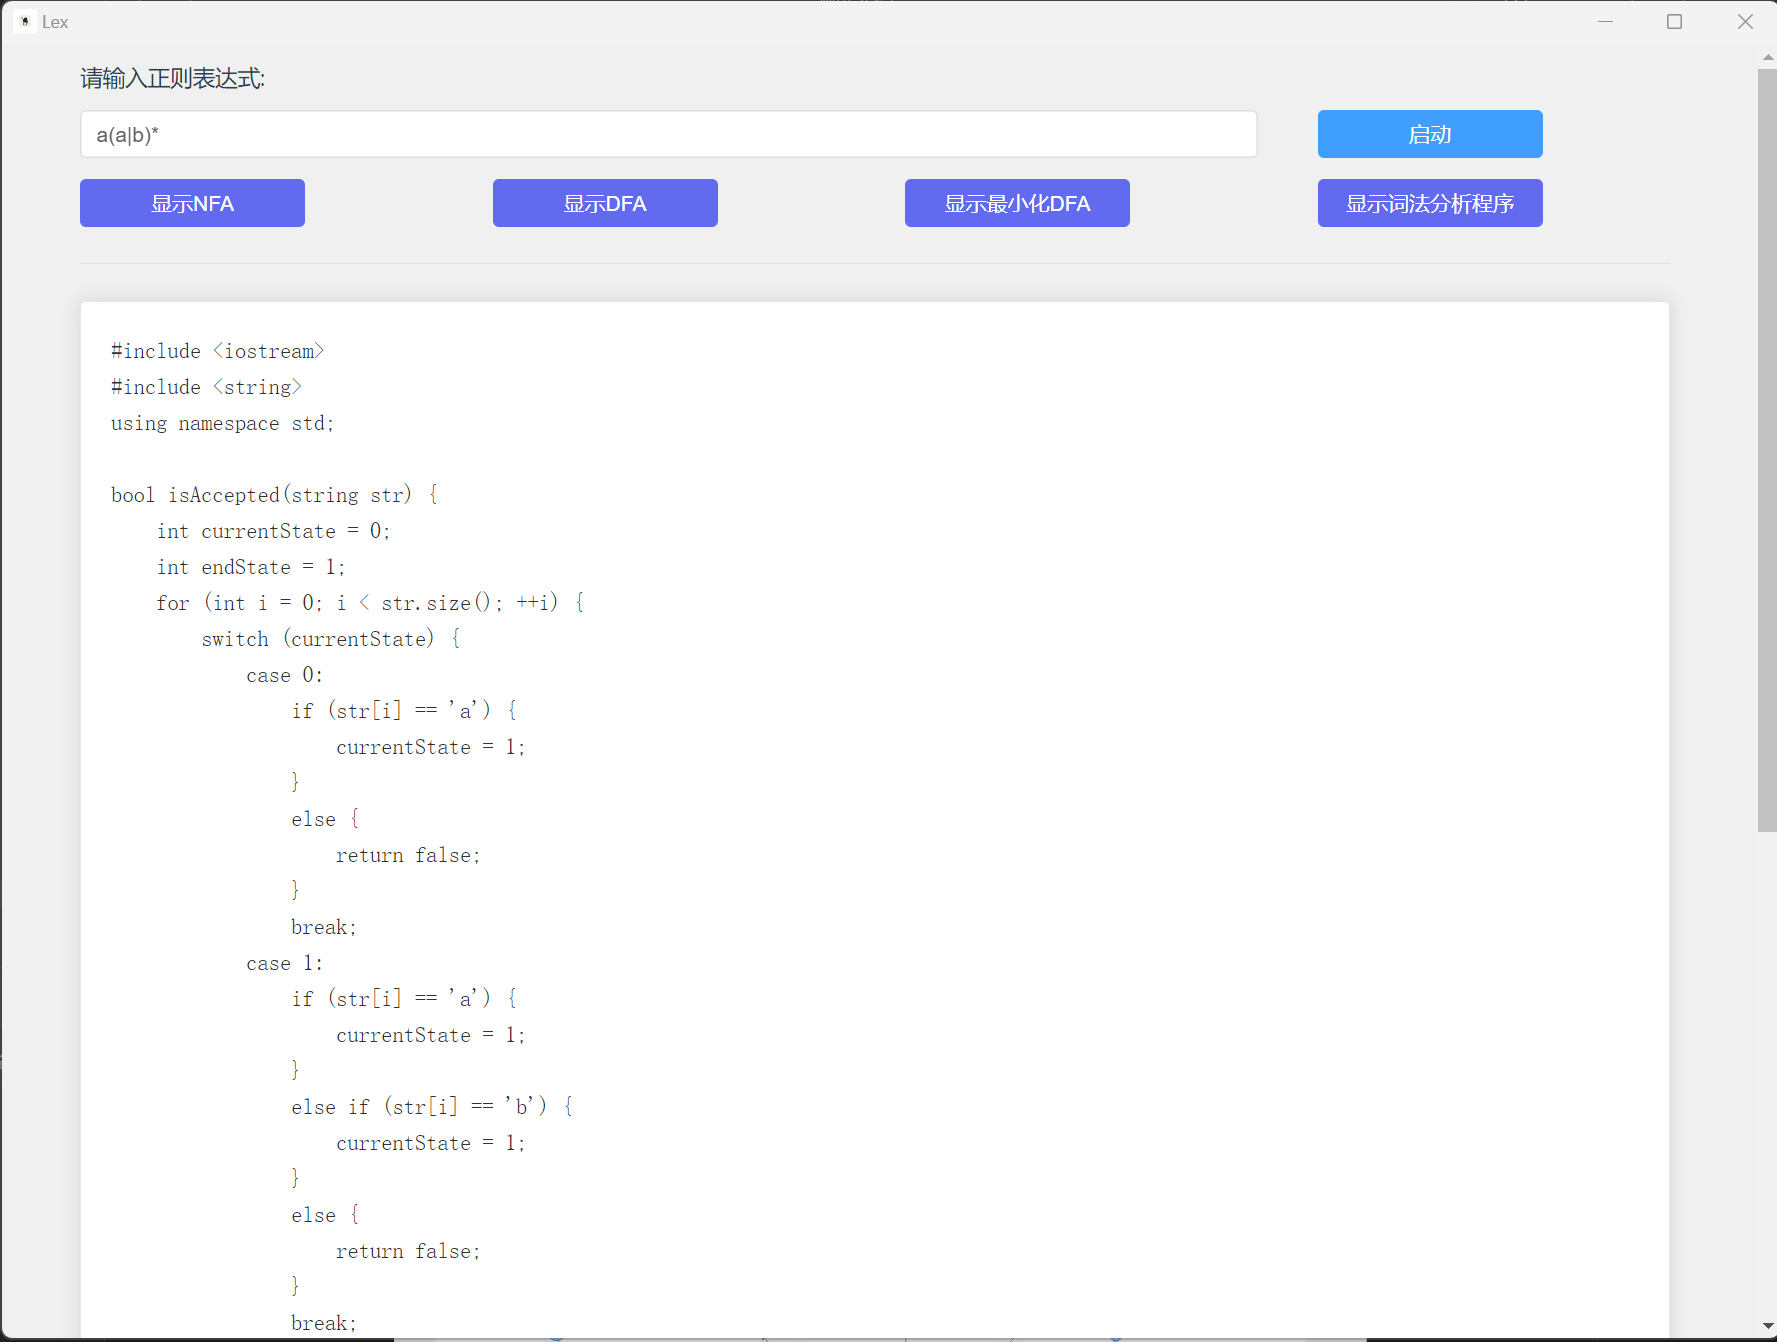 Lex
请输入正则表达式:
a(a|b)*
启动
显示NFA
显示DFA
显示最小化DFA
显示词法分析程序
#include <iostream>
#include <string>
using namespace std;
bool isAccepted(string str) {
    int currentState = 0;
    int endState = 1;
    for (int i = 0; i < str.size(); ++i) {
        switch (currentState) {
            case 0:
                if (str[i] == 'a') {
                    currentState = 1;
                }
                else {
                    return false;
                }
                break;
            case 1:
                if (str[i] == 'a') {
                    currentState = 1;
                }
                else if (str[i] == 'b') {
                    currentState = 1;
                }
                else {
                    return false;
                }
                break;